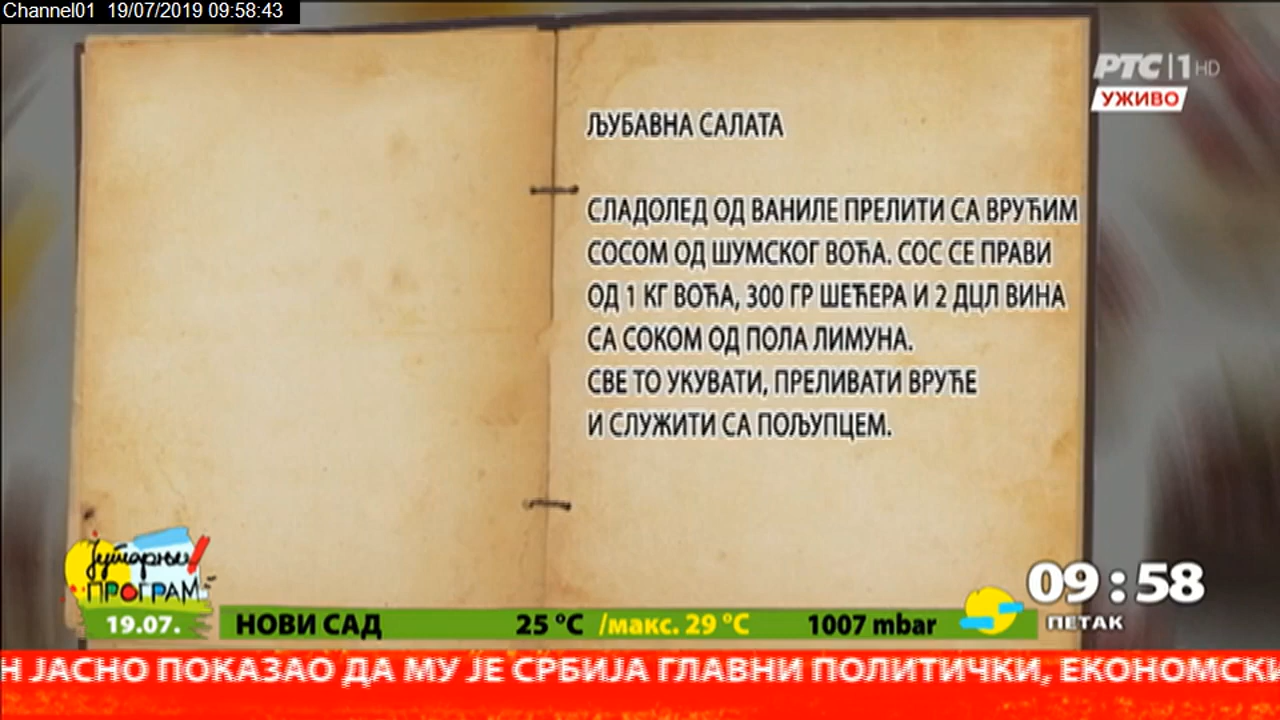 Channel01 19/07/2019 09:58:43
РТС|1 HD
УЖИВО
ЉУБАВНА САЛАТА
СЛАДОЛЕД ОД ВАНИЛЕ ПРЕЛИТИ СА ВРУЋИМ
СОСОМ ОД ШУМСКОГ ВОЋА. СОС СЕ ПРАВИ
ОД 1 КГ ВОЋА, 300 ГР ШЕЋЕРА И 2 ДЦЛ ВИНА
СА СОКОМ ОД ПОЛА ЛИМУНА.
СВЕ ТО УКУВАТИ, ПРЕЛИВАТИ ВРУЋЕ
И СЛУЖИТИ СА ПОЉУПЦЕМ.
Јутарњи
ПРОГРАМ
09:58
19.07. НОВИ САД 25 °C /макс. 29 °C 1007 mbar
ПЕТАК
Н ЈАСНО ПОКАЗАО ДА МУ ЈЕ СРБИЈА ГЛАВНИ ПОЛИТИЧКИ, ЕКОНОМСКИ